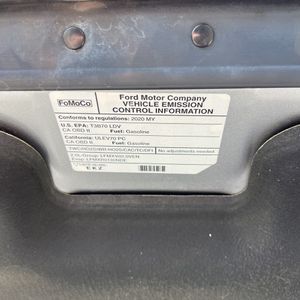 FoMoCo
Ford Motor Company
VEHICLE EMISSION
CONTROL INFORMATION
Conforms to regulations: 2020 MY
U.S. EPA: T3B70 LDV
CA OBD II Fuel: Gasoline
California: ULEV70 PC
CA OBD II Fuel: Gasoline
No adjustments needed.
EKZ